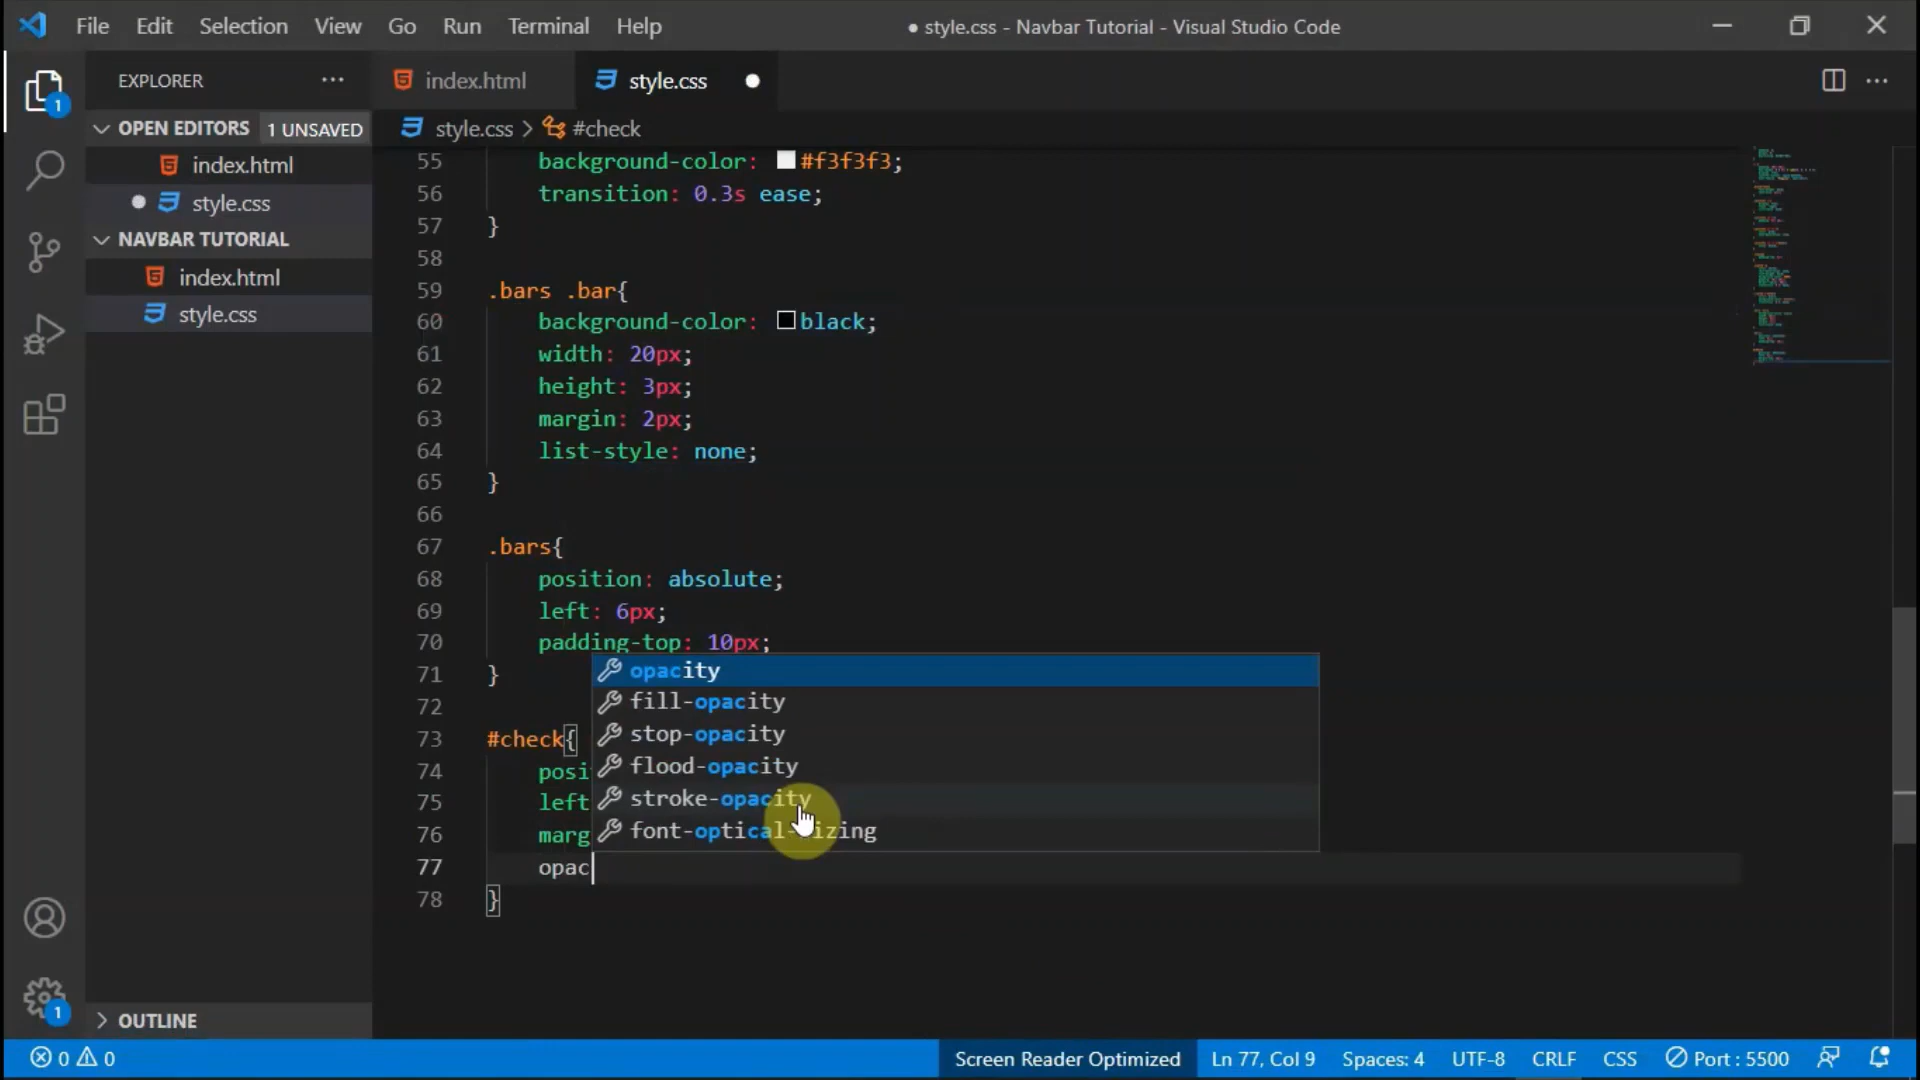 File Edit Selection View Go Run Terminal Help
● style.css - Navbar Tutorial - Visual Studio Code
EXPLORER
index.html
style.css
OPEN EDITORS 1 UNSAVED
index.html
style.css
NAVBAR TUTORIAL
index.html
style.css
OUTLINE
style.css > #check
55 background-color: #f3f3f3;
56 transition: 0.3s ease;
57 }
58
59 .bars .bar{
60 background-color: black;
61 width: 20px;
62 height: 3px;
63 margin: 2px;
64 list-style: none;
65 }
66
67 .bars{
68 position: absolute;
69 left: 6px;
70 padding-top: 10px;
71 }
72
73 #check{
74 posi
75 left
76 marg
77 opac
78 }
opacity
fill-opacity
stop-opacity
flood-opacity
stroke-opacity
font-optical-sizing
1
1
0 0
Screen Reader Optimized Ln 77, Col 9 Spaces: 4 UTF-8 CRLF CSS Port : 5500